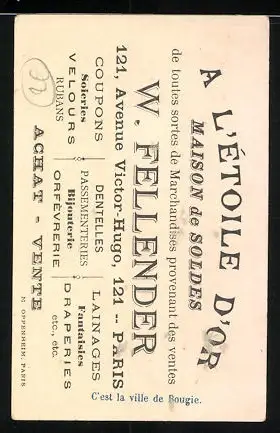 A L'ÉTOILE D'OR
MAISON de SOLDES
de toutes sortes de Marchandises provenant des ventes
W. FELLENDER
121, Avenue Victor-Hugo, 121 -- PARIS
COUPONS
Soieries
VELOURS
RUBANS
DENTELLES
PASSEMENTERIES
Bijouterie
ORFÈVRERIE
LAINAGES
Fantaisies
DRAPERIES
etc., etc.
ACHAT - VENTE
M. OPPENHEIM, PARIS
C'est la ville de Bougie.
32